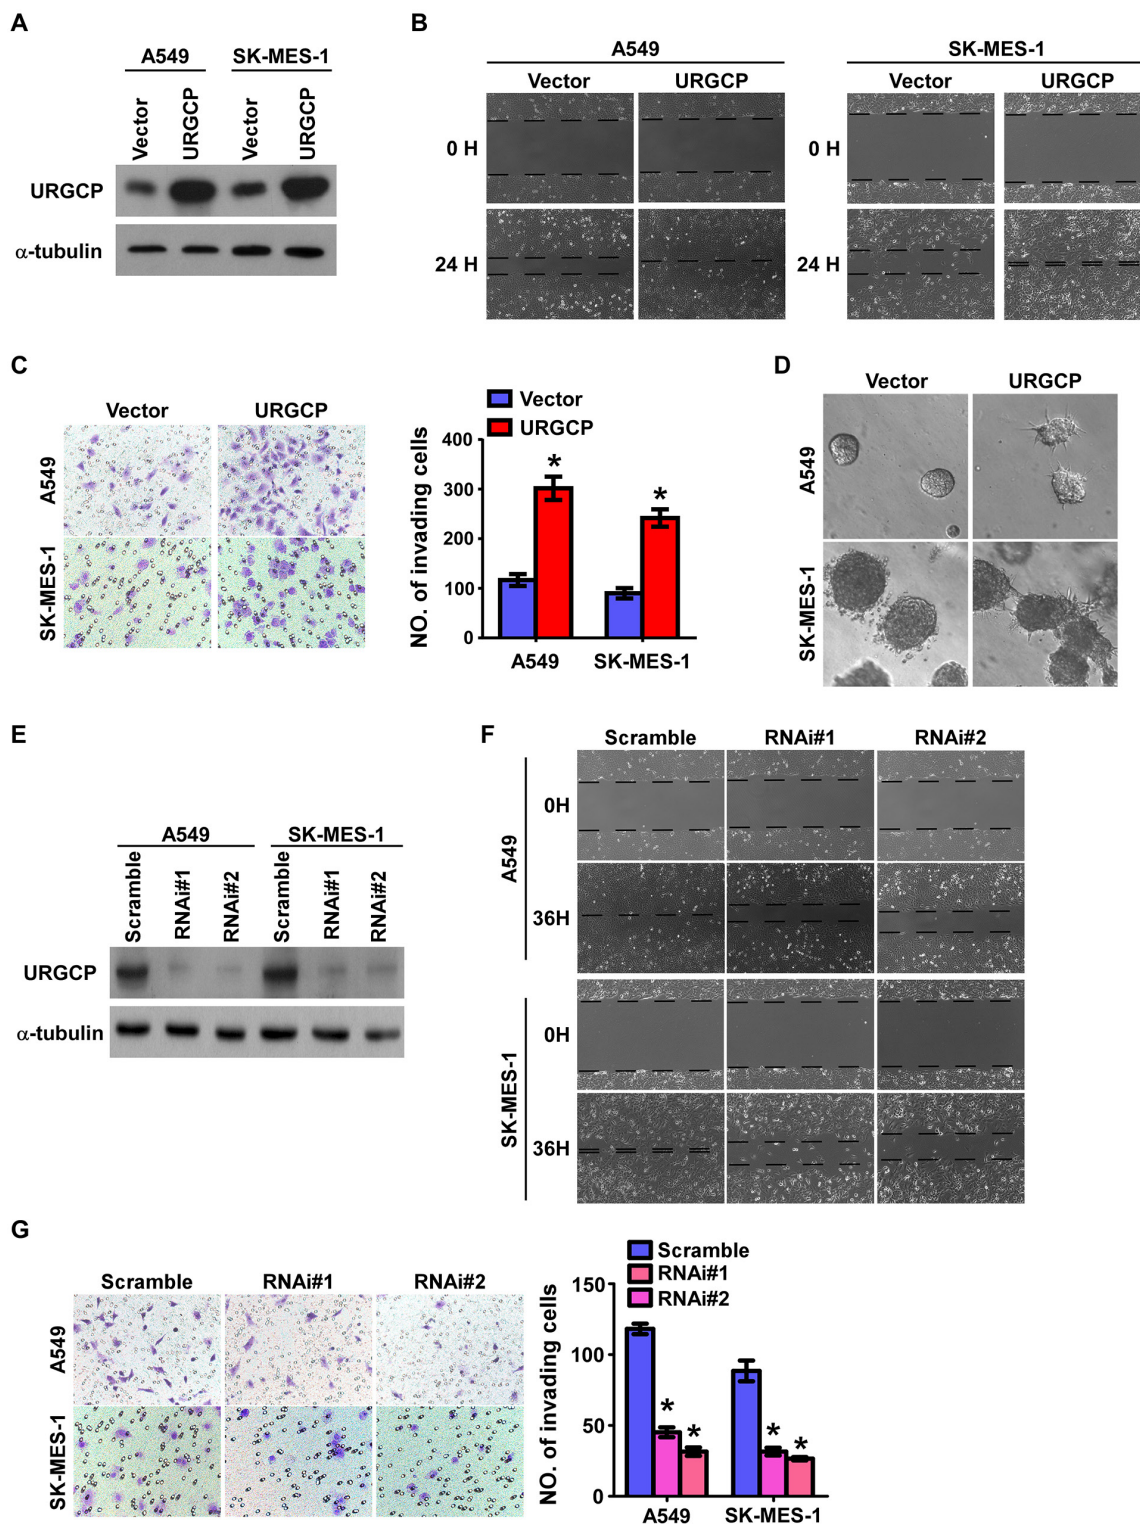 A
A549
SK-MES-1
Vector
URGCP
Vector
URGCP
URGCP
α-tubulin
B
A549
SK-MES-1
Vector
URGCP
Vector
URGCP
0 H
0 H
24 H
24 H
C
Vector
URGCP
A549
SK-MES-1
Vector
URGCP
NO. of invading cells
400
300
200
100
0
*
*
A549
SK-MES-1
D
Vector
URGCP
A549
SK-MES-1
E
A549
SK-MES-1
Scramble
RNAi#1
RNAi#2
Scramble
RNAi#1
RNAi#2
URGCP
α-tubulin
F
Scramble
RNAi#1
RNAi#2
A549
0H
36H
SK-MES-1
0H
36H
G
Scramble
RNAi#1
RNAi#2
A549
SK-MES-1
Scramble
RNAi#1
RNAi#2
NO. of invading cells
150
100
50
0
*
*
*
*
A549
SK-MES-1